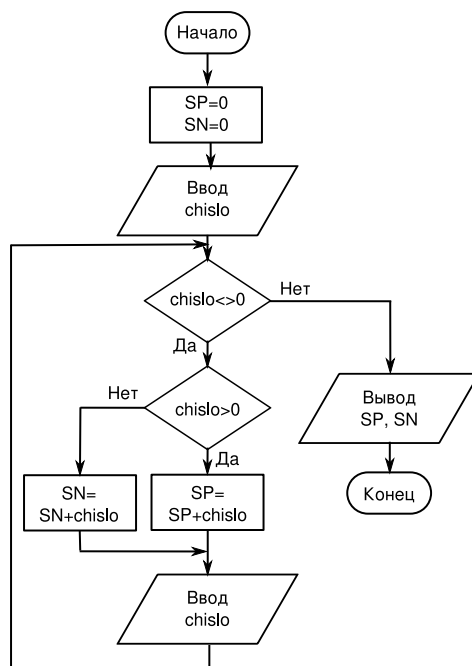 Начало
SP=0
SN=0
Ввод
chislo
chislo<>0
Нет
Да
chislo>0
Нет
Да
SN=
SN+chislo
SP=
SP+chislo
Ввод
chislo
Вывод
SP, SN
Конец